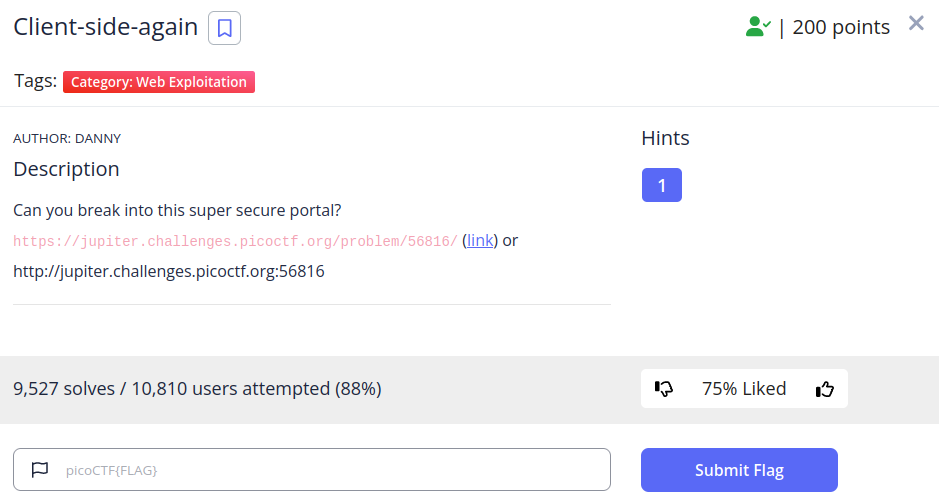 Client-side-again
| 200 points
Tags: Category: Web Exploitation
AUTHOR: DANNY
Description
Can you break into this super secure portal?
https://jupiter.challenges.picoctf.org/problem/56816/ (link) or
http://jupiter.challenges.picoctf.org:56816
Hints
1
9,527 solves / 10,810 users attempted (88%)
75% Liked
picoCTF{FLAG}
Submit Flag